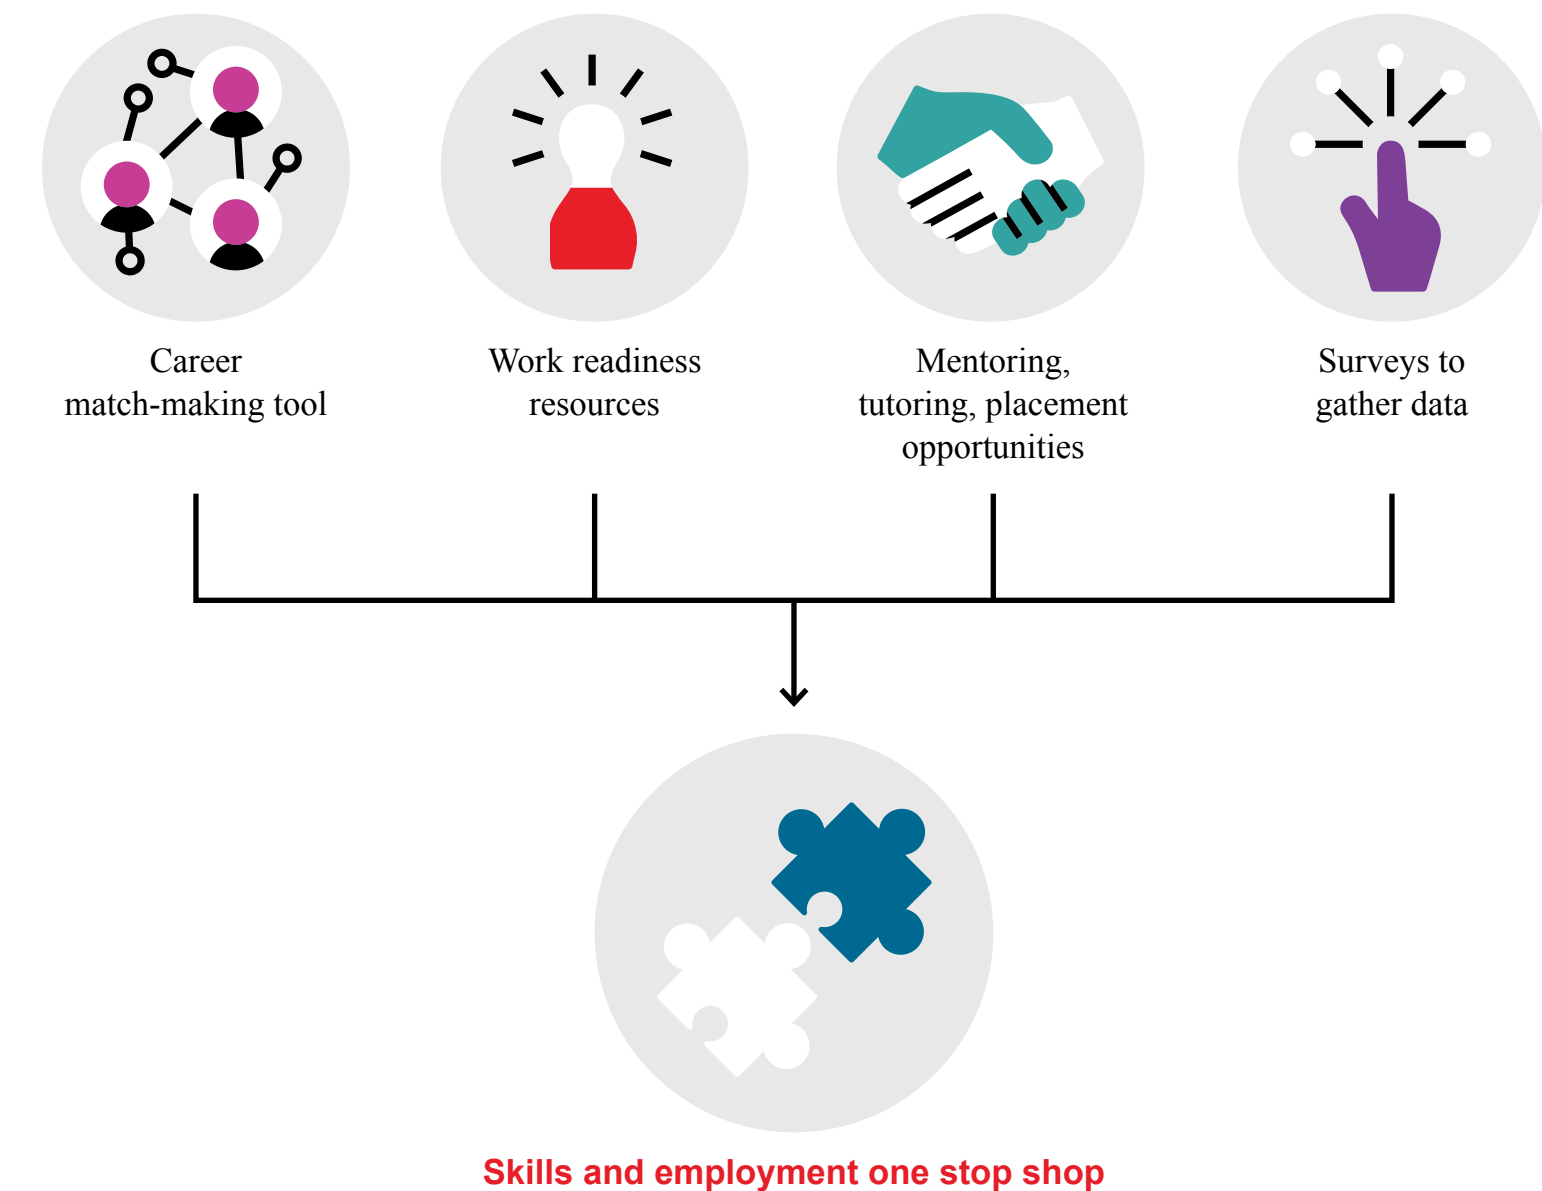 Career
match-making tool
Work readiness
resources
Mentoring,
tutoring, placement
opportunities
Surveys to
gather data
Skills and employment one stop shop